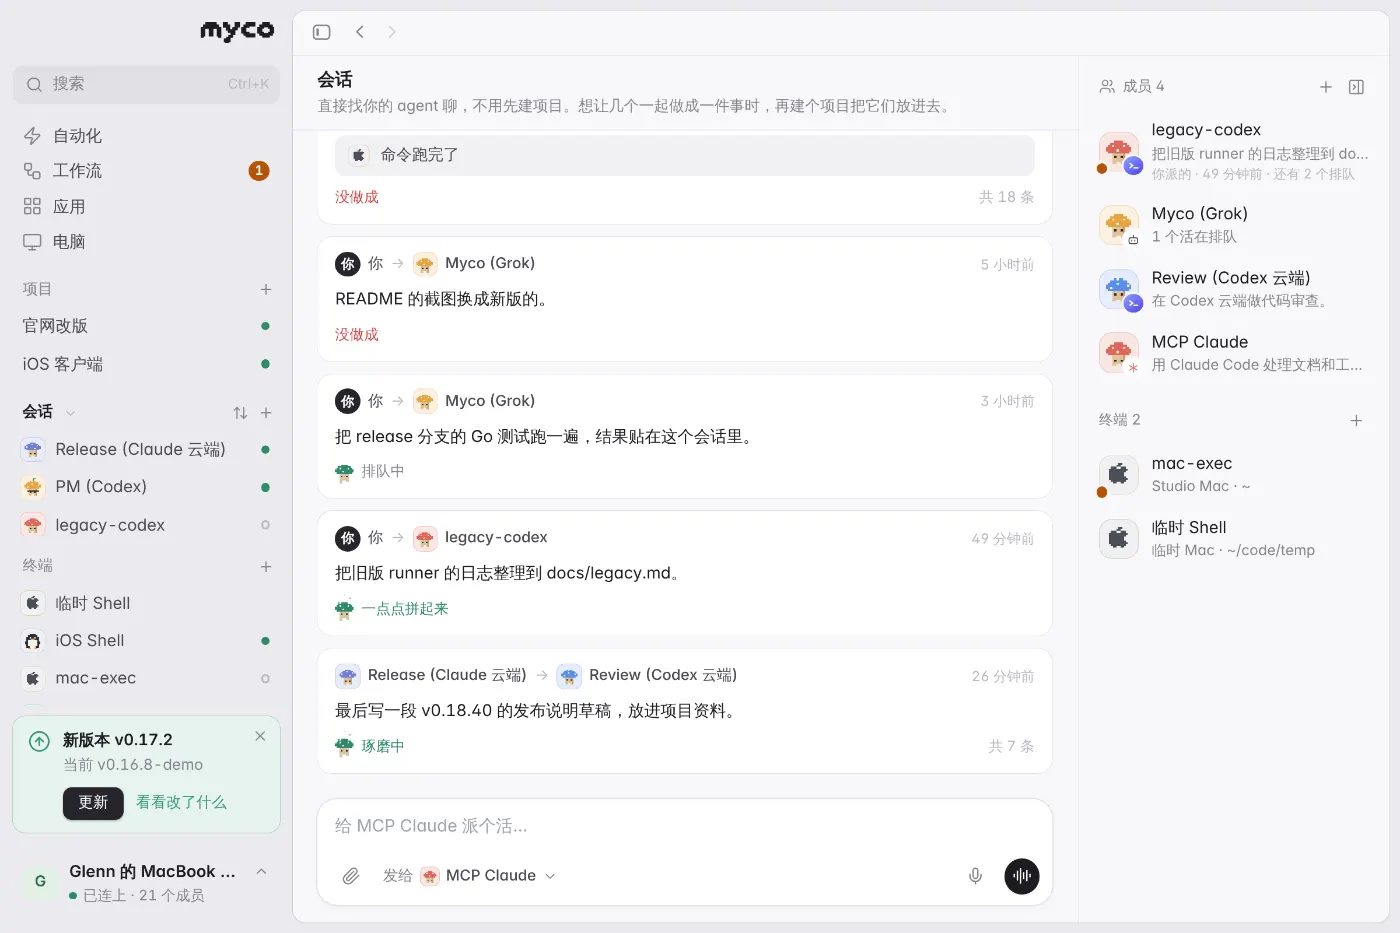 myco
搜索
Ctrl+K
自动化
工作流
1
应用
电脑
项目
官网改版
iOS 客户端
会话
Release (Claude 云端)
PM (Codex)
legacy-codex
终端
临时 Shell
iOS Shell
mac-exec
新版本 v0.17.2
当前 v0.16.8-demo
更新
看看改了什么
G
Glenn 的 MacBook ...
已连上 · 21 个成员
会话
直接找你的 agent 聊，不用先建项目。想让几个一起做成一件事时，再建个项目把它们放进去。
命令跑完了
没做成
共 18 条
你 你 → Myco (Grok)
5 小时前
README 的截图换成新版的。
没做成
你 你 → Myco (Grok)
3 小时前
把 release 分支的 Go 测试跑一遍，结果贴在这个会话里。
排队中
你 你 → legacy-codex
49 分钟前
把旧版 runner 的日志整理到 docs/legacy.md。
一点点拼起来
Release (Claude 云端) → Review (Codex 云端)
26 分钟前
最后写一段 v0.18.40 的发布说明草稿，放进项目资料。
琢磨中
共 7 条
给 MCP Claude 派个活...
发给 MCP Claude
成员 4
legacy-codex
把旧版 runner 的日志整理到 do...
你派的 · 49 分钟前 · 还有 2 个排队
Myco (Grok)
1 个活在排队
Review (Codex 云端)
在 Codex 云端做代码审查。
MCP Claude
用 Claude Code 处理文档和工...
终端 2
mac-exec
Studio Mac · ~
临时 Shell
临时 Mac · ~/code/temp